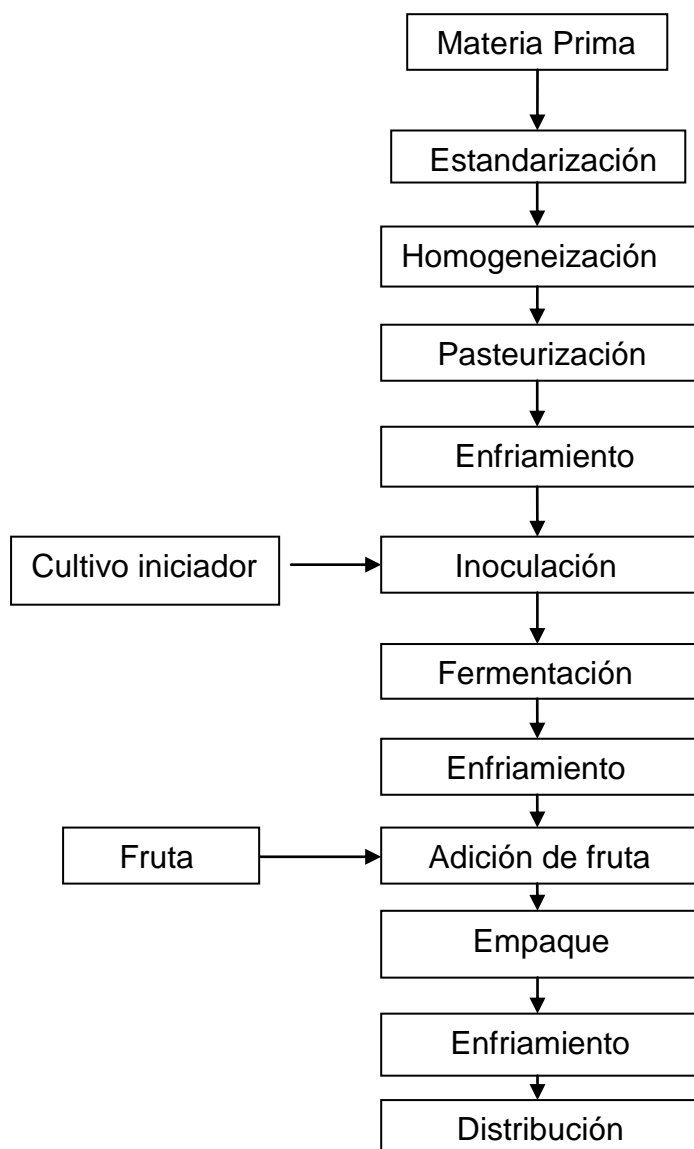 Materia Prima
Estandarización
Homogeneización
Pasteurización
Enfriamiento
Cultivo iniciador
Inoculación
Fermentación
Enfriamiento
Fruta
Adición de fruta
Empaque
Enfriamiento
Distribución